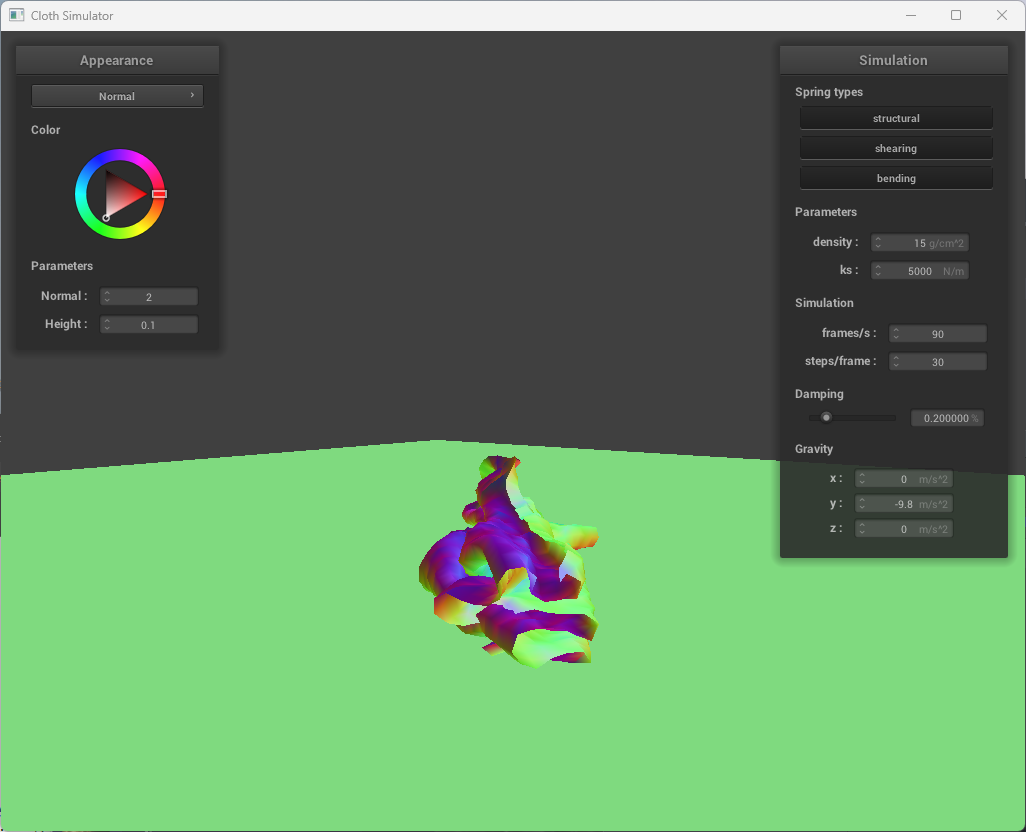 Cloth Simulator
Appearance
Normal
Color
Parameters
Normal :
2
Height :
0.1
Simulation
Spring types
structural
shearing
bending
Parameters
density :
15 g/cm^2
ks :
5000 N/m
Simulation
frames/s :
90
steps/frame :
30
Damping
0.200000 %
Gravity
x :
0 m/s^2
y :
-9.8 m/s^2
z :
0 m/s^2